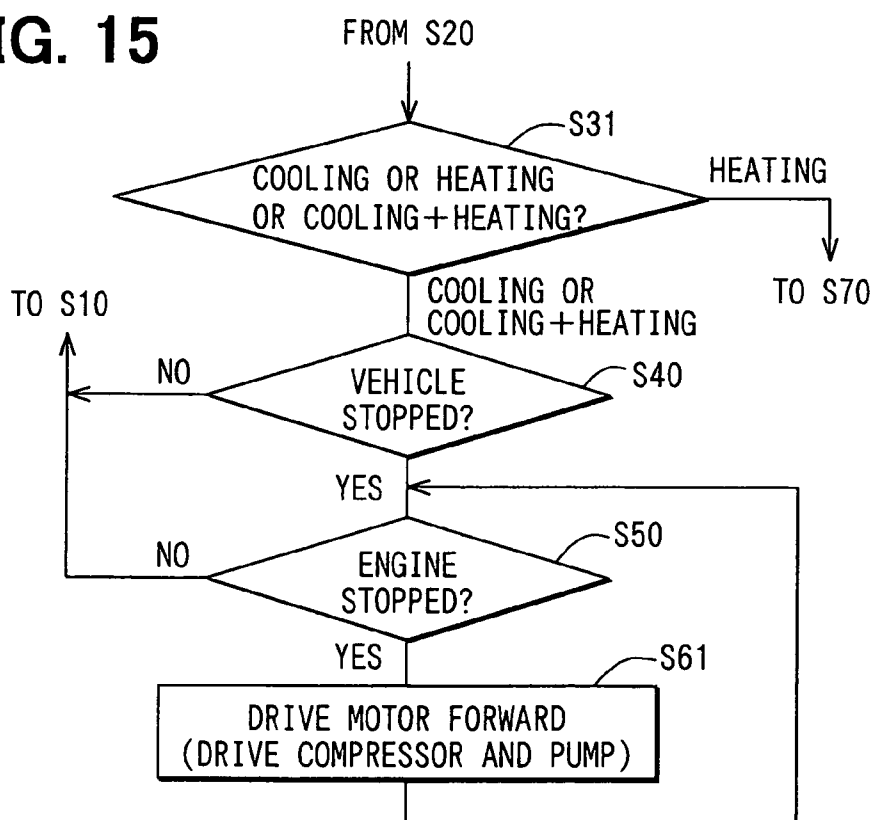 IG. 15
FROM S20
S31
COOLING OR HEATING
OR COOLING+HEATING?
HEATING
TO S70
TO S10
COOLING OR
COOLING+HEATING
NO
VEHICLE
STOPPED?
S40
YES
NO
ENGINE
STOPPED?
S50
YES
S61
DRIVE MOTOR FORWARD
(DRIVE COMPRESSOR AND PUMP)